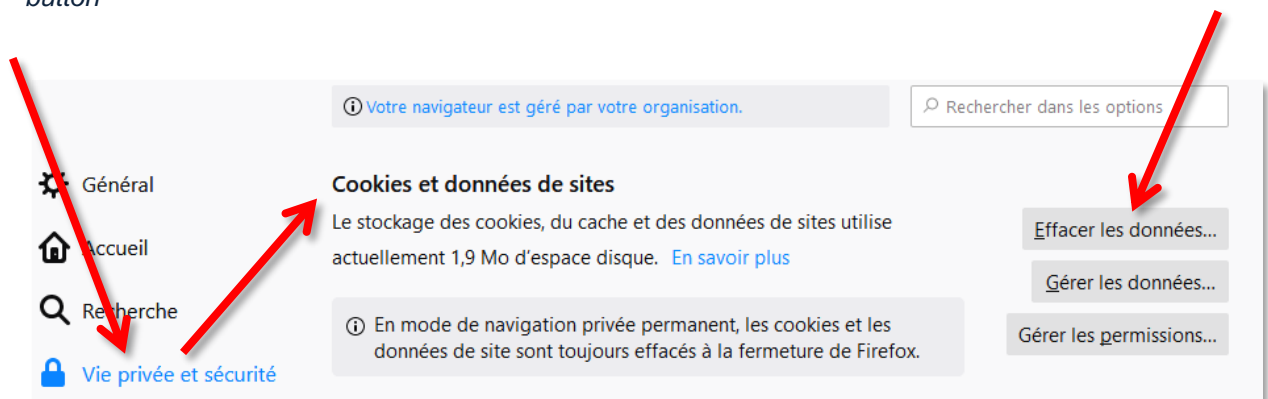 button
Votre navigateur est géré par votre organisation.
Rechercher dans les options
Général
Accueil
Recherche
Vie privée et sécurité
Cookies et données de sites
Le stockage des cookies, du cache et des données de sites utilise
actuellement 1,9 Mo d'espace disque. En savoir plus
En mode de navigation privée permanent, les cookies et les
données de site sont toujours effacés à la fermeture de Firefox.
Effacer les données...
Gérer les données...
Gérer les permissions...